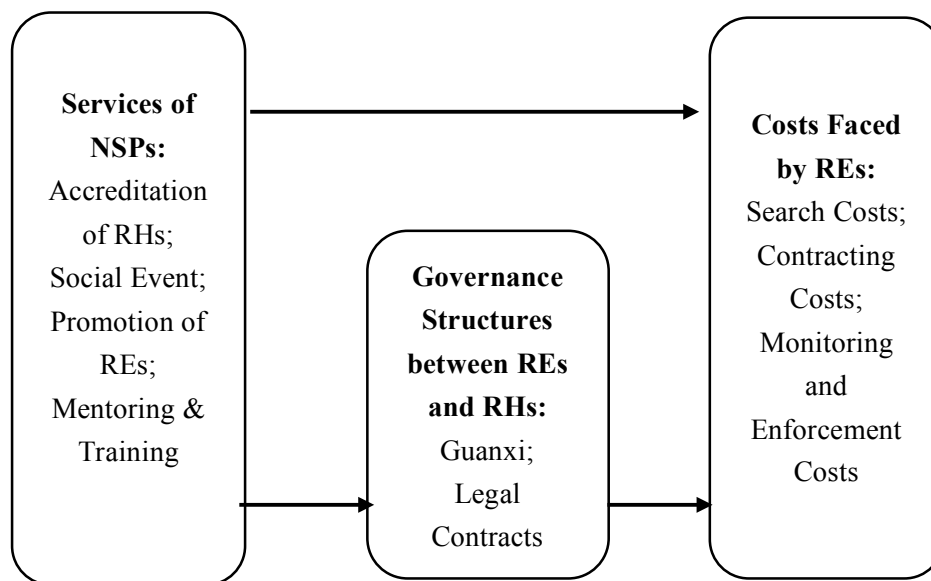 Services of
NSPs:
Accreditation
of RHs;
Social Event;
Promotion of
REs;
Mentoring &
Training
Governance
Structures
between REs
and RHs:
Guanxi;
Legal
Contracts
Costs Faced
by REs:
Search Costs;
Contracting
Costs;
Monitoring
and
Enforcement
Costs